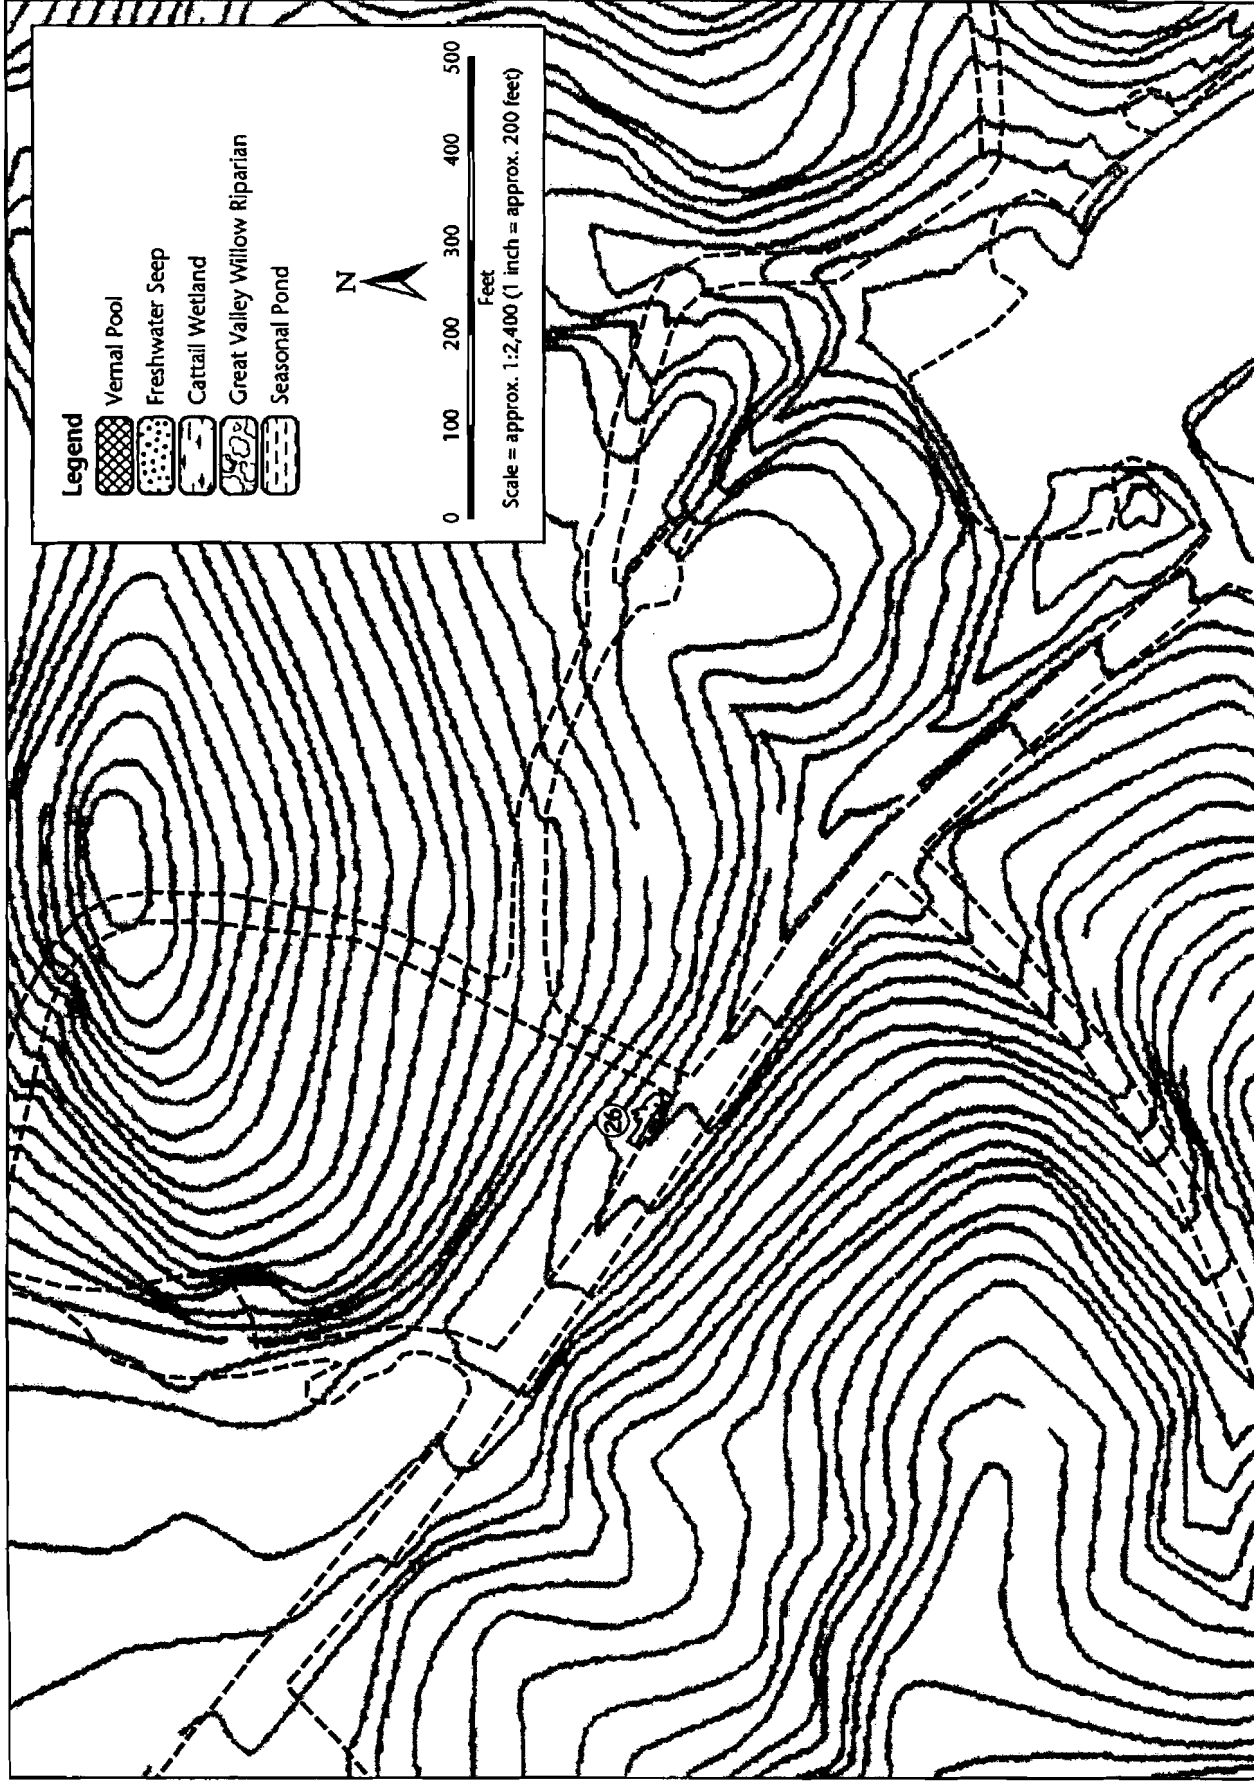 Legend
Vernal Pool
Freshwater Seep
Cattail Wetland
Great Valley Willow Riparian
Seasonal Pond
N
0 100 200 300 400 500
Feet
Scale = approx. 1:2,400 (1 inch = approx. 200 feet)
26